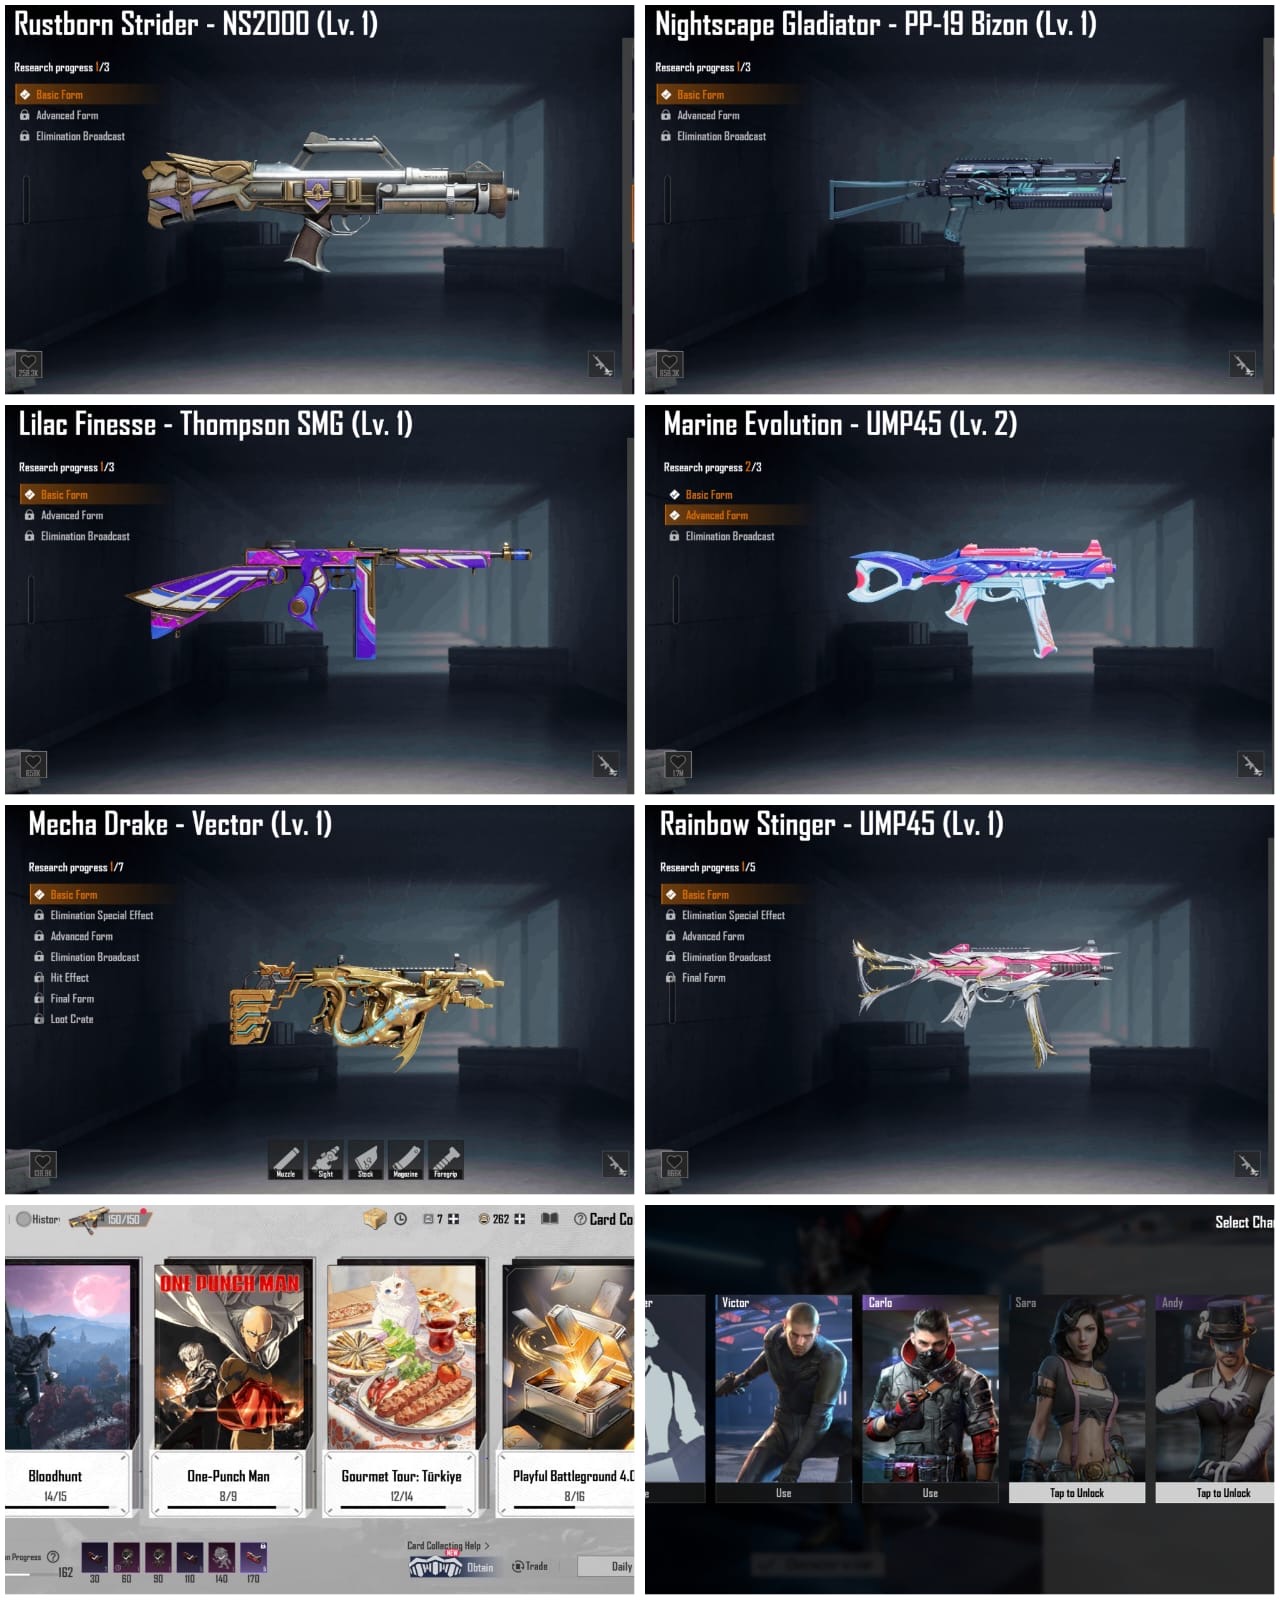 Rustborn Strider - NS2000 (Lv. 1)
Research progress 1/3
Basic Form
Advanced Form
Elimination Broadcast
258.3K
Nightscape Gladiator - PP-19 Bizon (Lv. 1)
Research progress 1/3
Basic Form
Advanced Form
Elimination Broadcast
658.3K
Lilac Finesse - Thompson SMG (Lv. 1)
Research progress 1/3
Basic Form
Advanced Form
Elimination Broadcast
Marine Evolution - UMP45 (Lv. 2)
Research progress 2/3
Basic Form
Advanced Form
Elimination Broadcast
1.7M
Mecha Drake - Vector (Lv. 1)
Research progress 1/7
Basic Form
Elimination Special Effect
Advanced Form
Elimination Broadcast
Hit Effect
Final Form
Loot Crate
Muzzle Sight Stock Magazine Foregrip
Rainbow Stinger - UMP45 (Lv. 1)
Research progress 1/5
Basic Form
Elimination Special Effect
Advanced Form
Elimination Broadcast
Final Form
Histor 150/150 7 262 Card Co
ONE PUNCH MAN
Bloodhunt
14/15
One-Punch Man
8/9
Gourmet Tour: Türkiye
12/14
Playful Battleground 4.0
8/16
n Progress
162
30 60 90 110 140 170
Card Collecting Help >
NEW
Obtain
Trade
Daily
Select Cha
er
Victor
Use
Carlo
Use
Sara
Tap to Unlock
Andy
Tap to Unlock